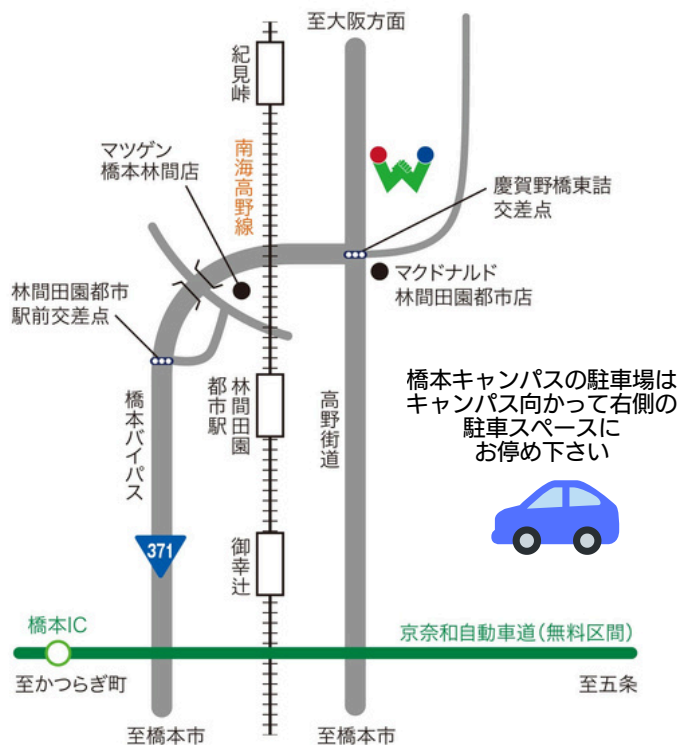 至大阪方面
紀見峠
南海高野線
マツゲン
橋本林間店
慶賀野橋東詰
交差点
マクドナルド
林間田園都市店
林間田園都市
駅前交差点
橋本キャンパスの駐車場は
キャンパス向かって右側の
駐車スペースに
お停め下さい
林間田園
都市駅
高野街道
橋本バイパス
371
御幸辻
橋本IC
京奈和自動車道(無料区間)
至かつらぎ町
至五条
至橋本市
至橋本市